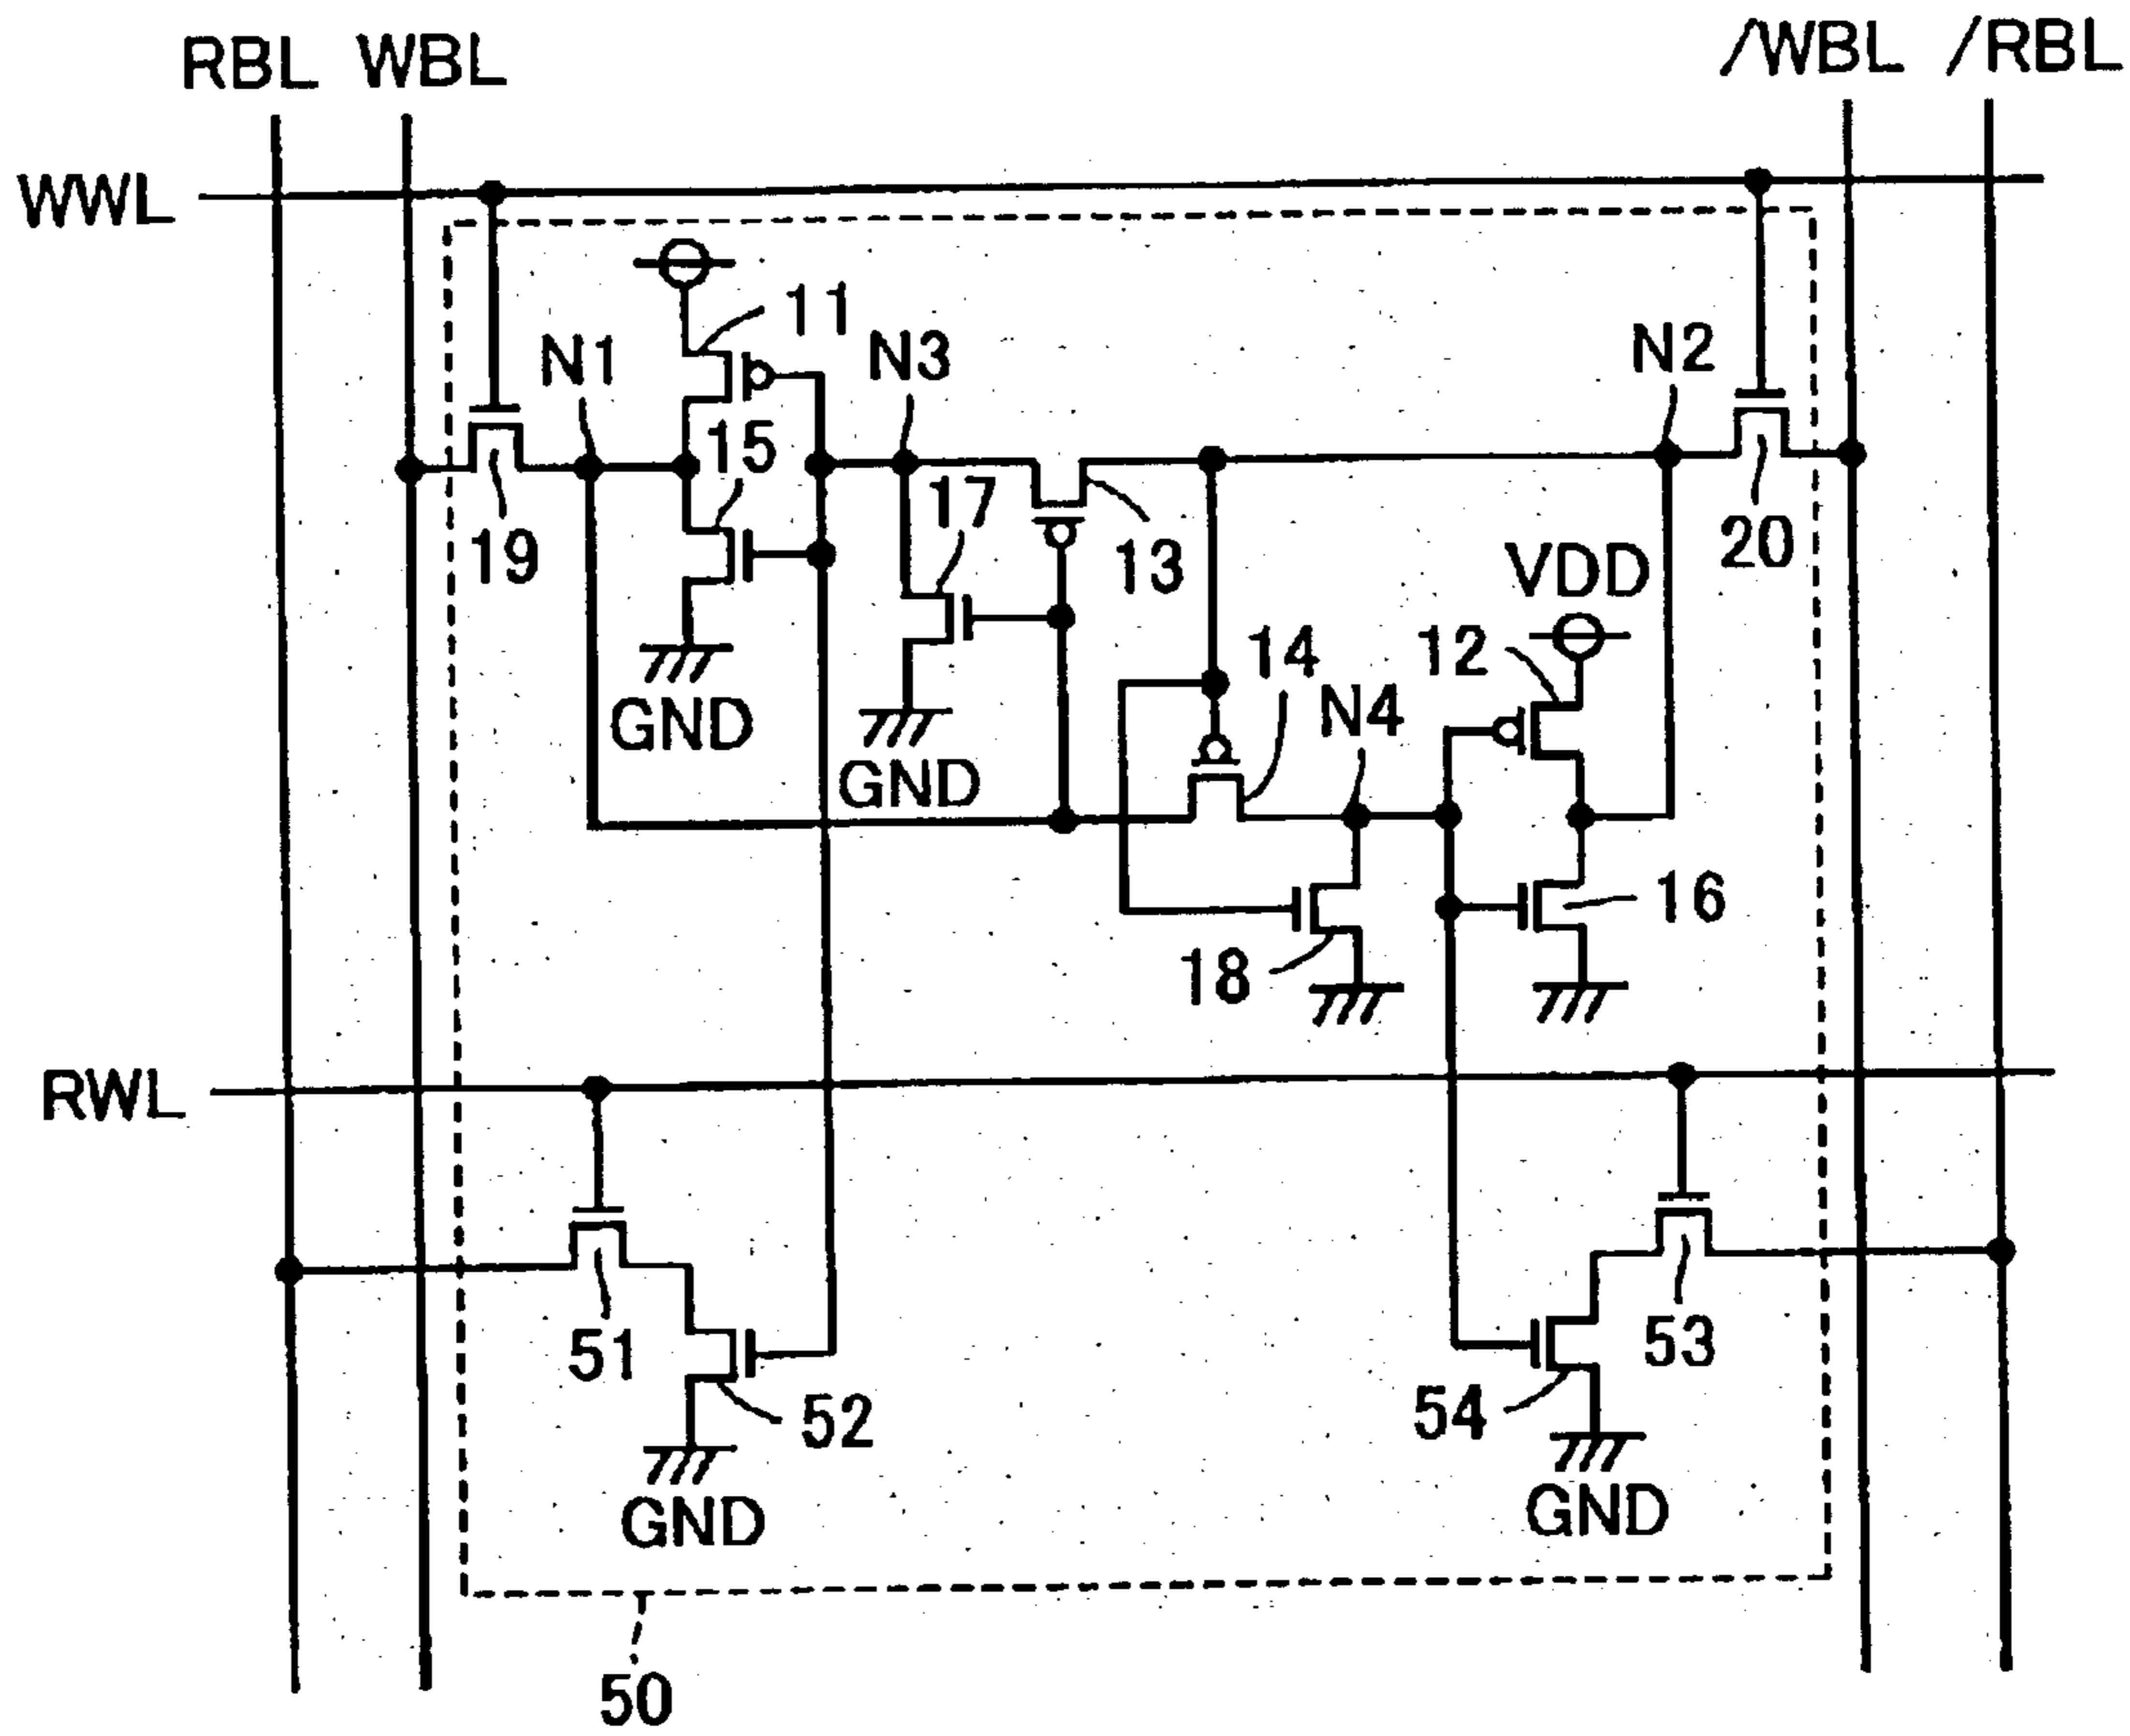 RBL WBL /WBL /RBL
WWL
11
N1 N3 N2
15
17
19 13 20
VDD
14 12
N4
GND
GND
16
18
RWL
51 53
52 54
GND GND
50